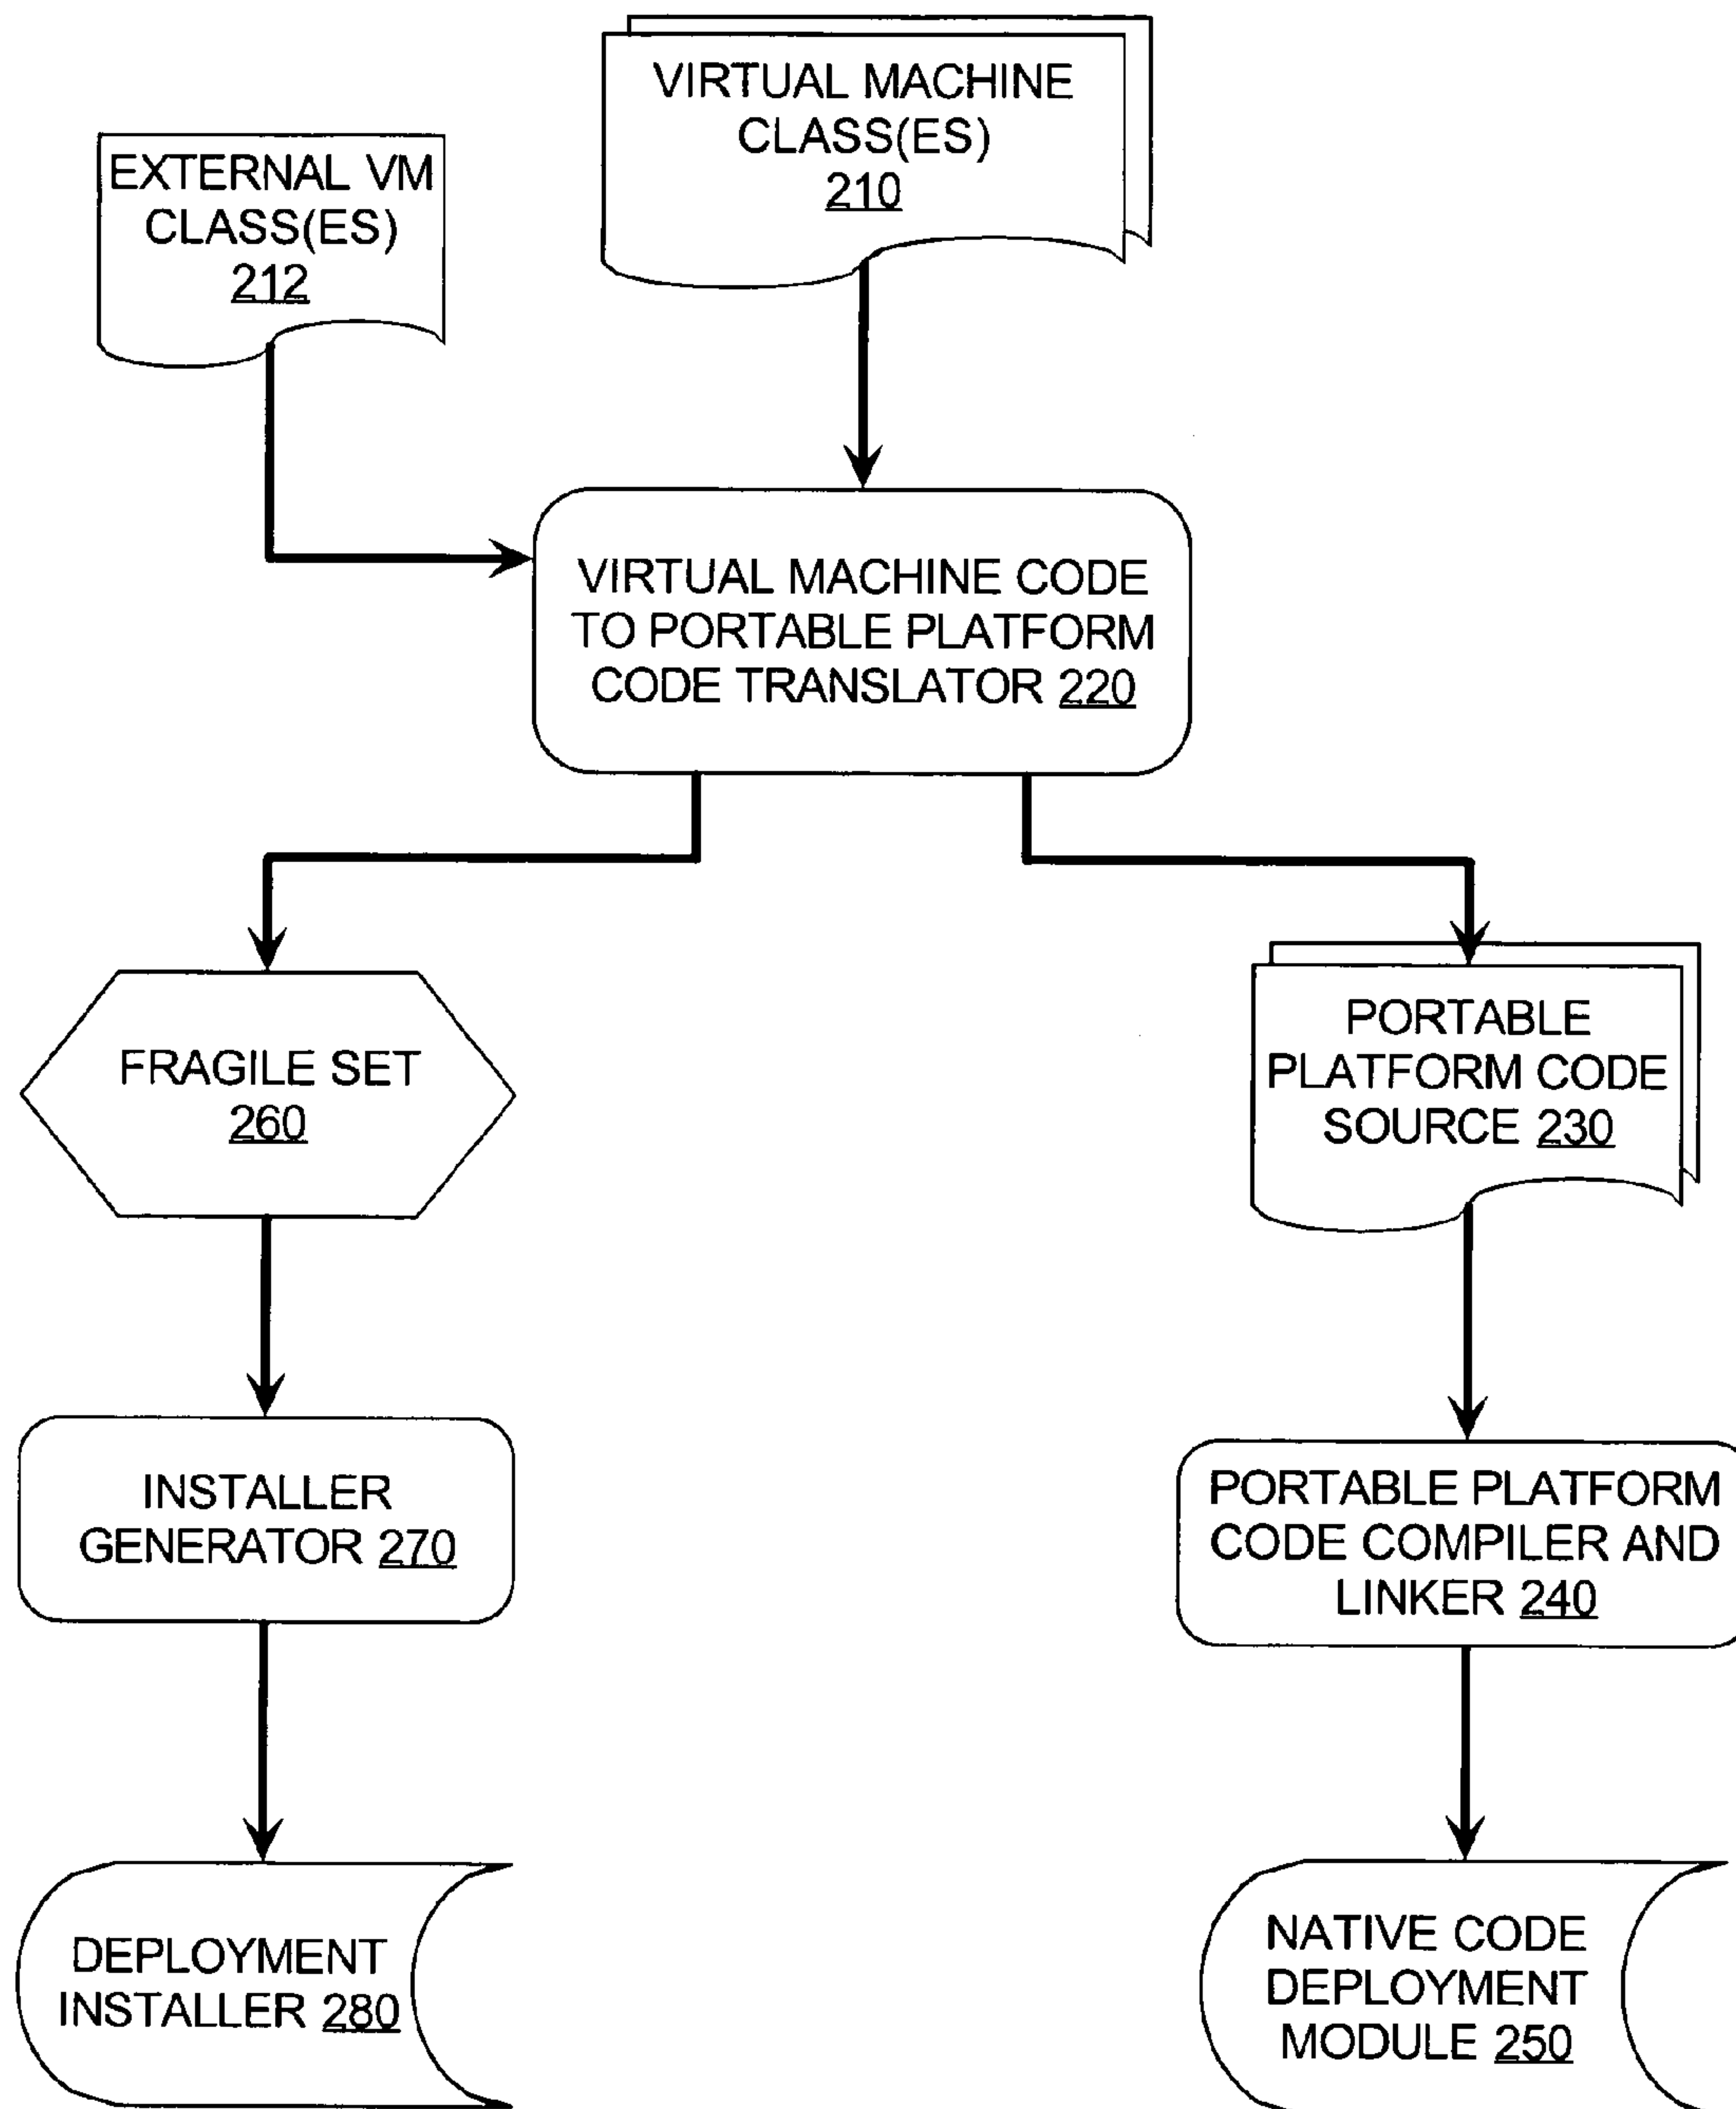 VIRTUAL MACHINE
CLASS(ES)
210
EXTERNAL VM
CLASS(ES)
212
VIRTUAL MACHINE CODE
TO PORTABLE PLATFORM
CODE TRANSLATOR 220
FRAGILE SET
260
PORTABLE
PLATFORM CODE
SOURCE 230
INSTALLER
GENERATOR 270
PORTABLE PLATFORM
CODE COMPILER AND
LINKER 240
DEPLOYMENT
INSTALLER 280
NATIVE CODE
DEPLOYMENT
MODULE 250